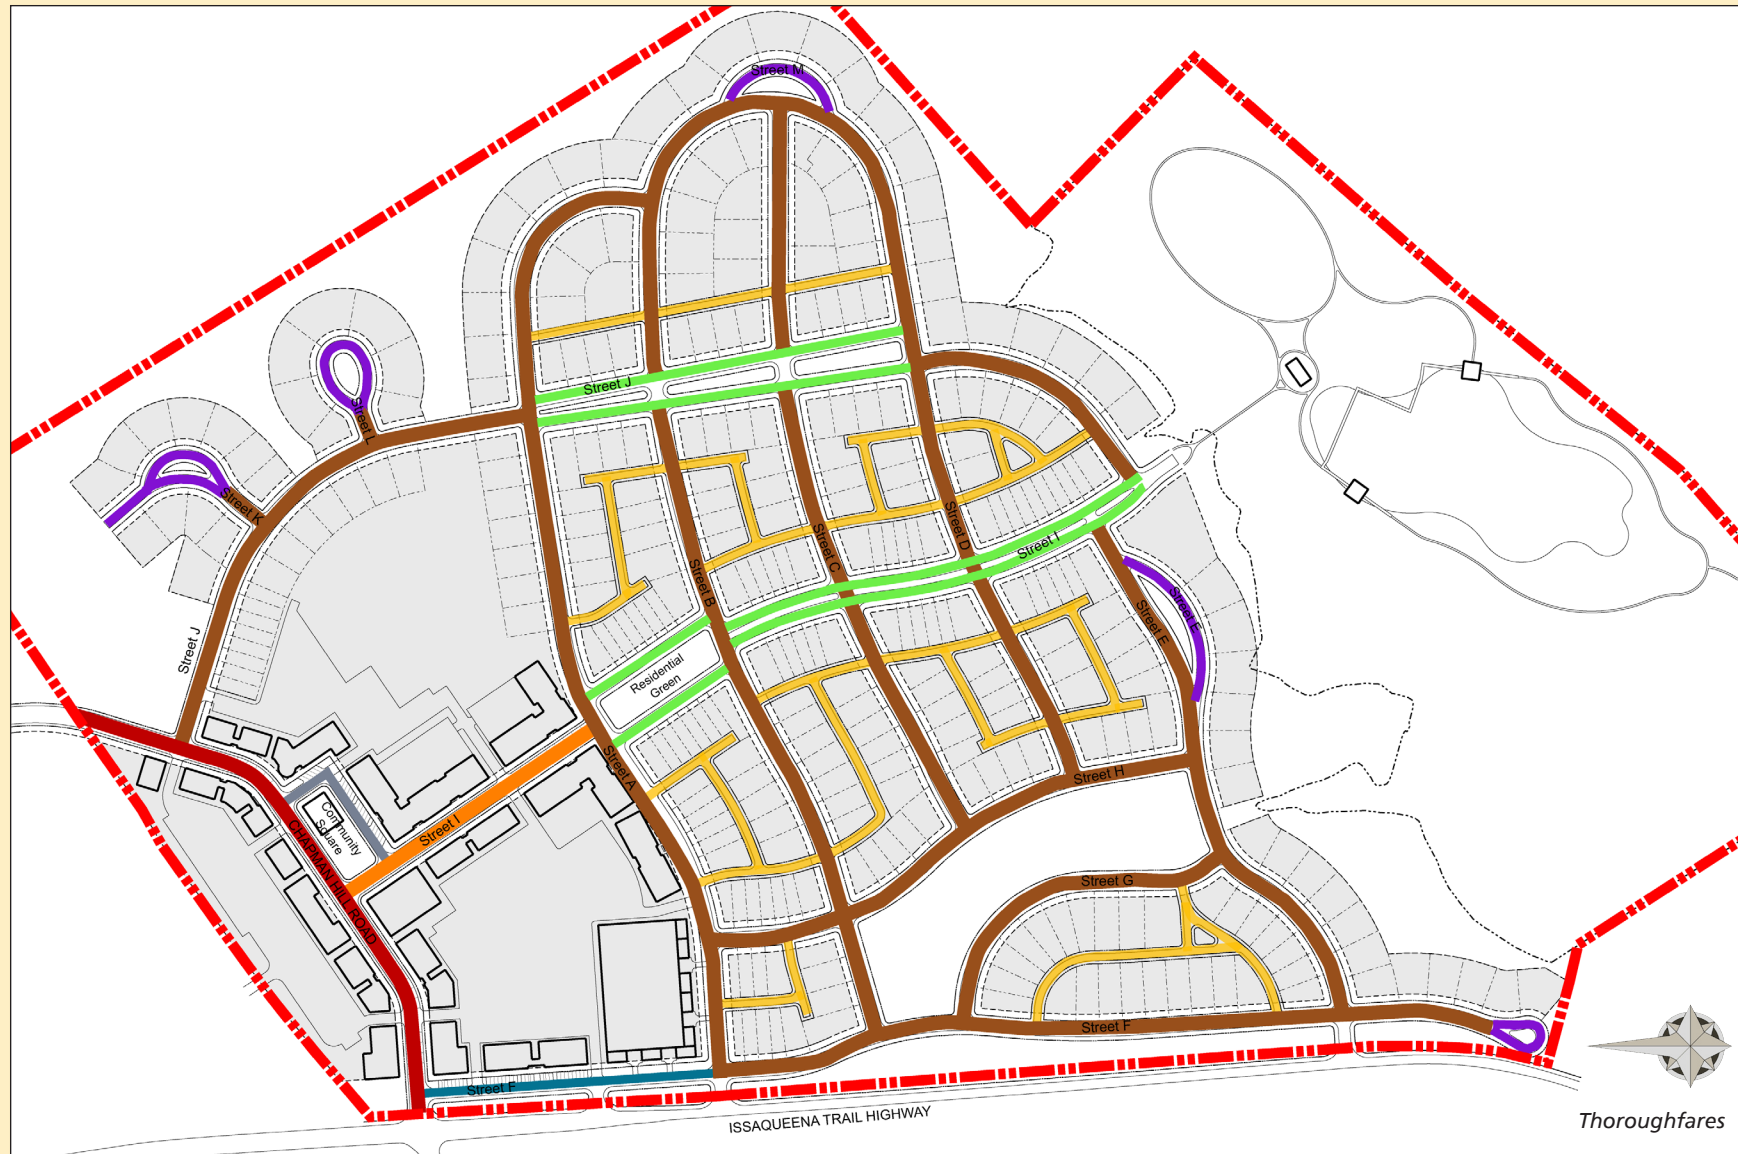 Street M
Street J
Street L
Street K
Street D
Street C
Street I
Street B
Street E
Street E
Street J
Residential
Green
Street A
Street H
Community
Square
Street I
CHAPMAN HILL ROAD
Street G
Street F
Street F
ISSAQUEENA TRAIL HIGHWAY
Thoroughfares